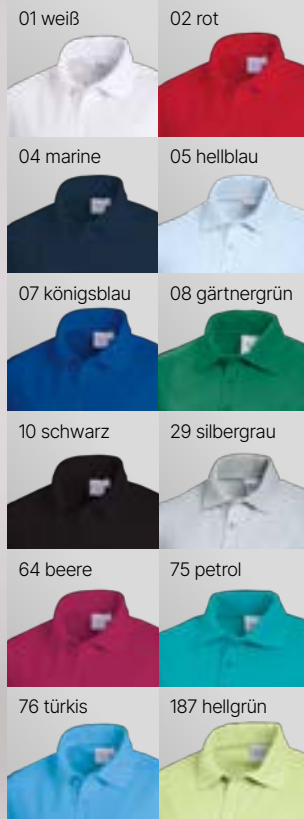 01 weiß
02 rot
04 marine
05 hellblau
07 königsblau
08 gärtnergrün
10 schwarz
29 silbergrau
64 beere
75 petrol
76 türkis
187 hellgrün